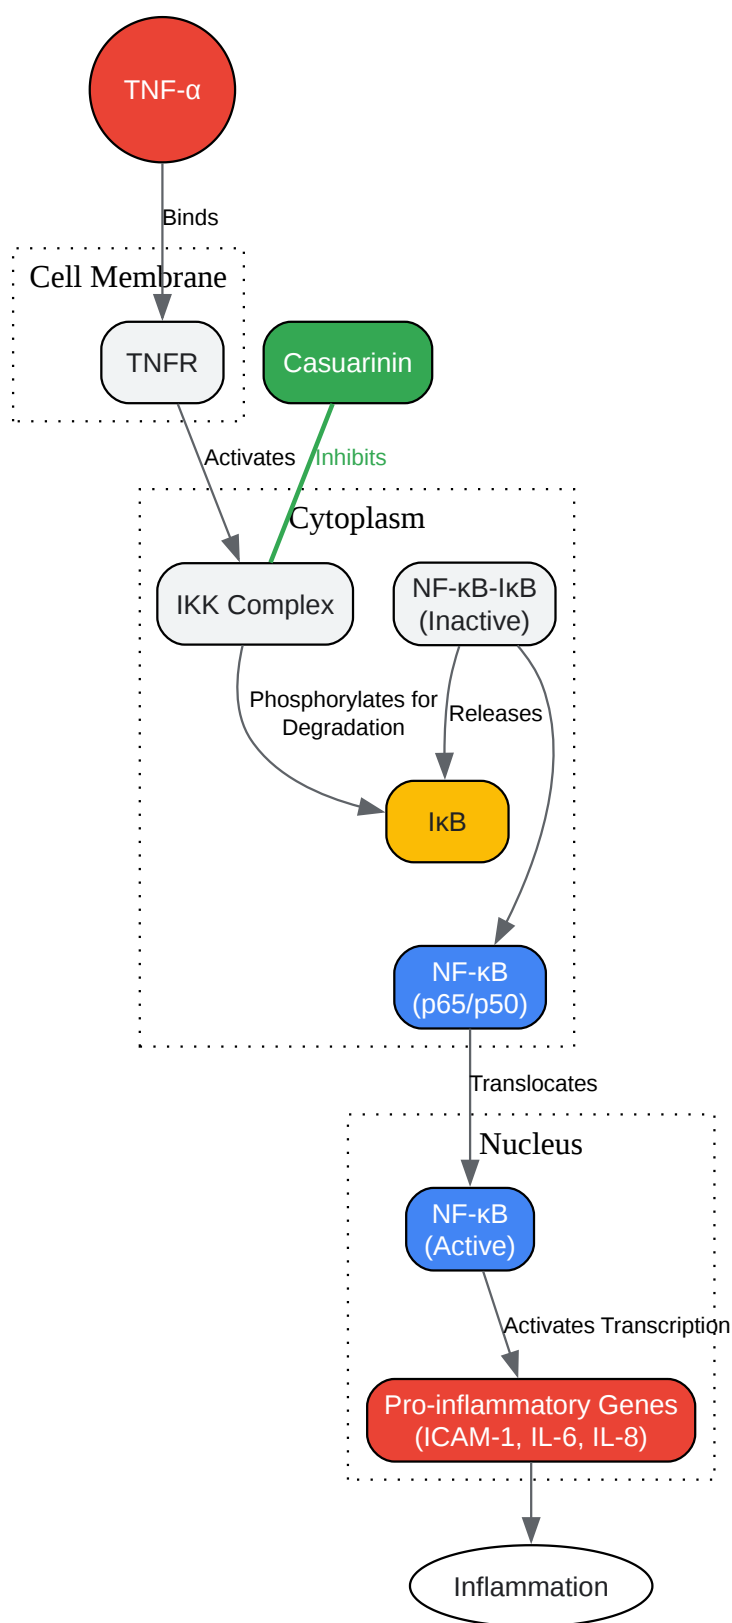 TNF-α
Binds
Cell Membrane
TNFR
Casuarinin
Activates
Inhibits
Cytoplasm
IKK Complex
NF-κB-IκB
(Inactive)
Phosphorylates for
Degradation
Releases
IκB
NF-κB
(p65/p50)
Translocates
Nucleus
NF-κB
(Active)
Activates Transcription
Pro-inflammatory Genes
(ICAM-1, IL-6, IL-8)
Inflammation